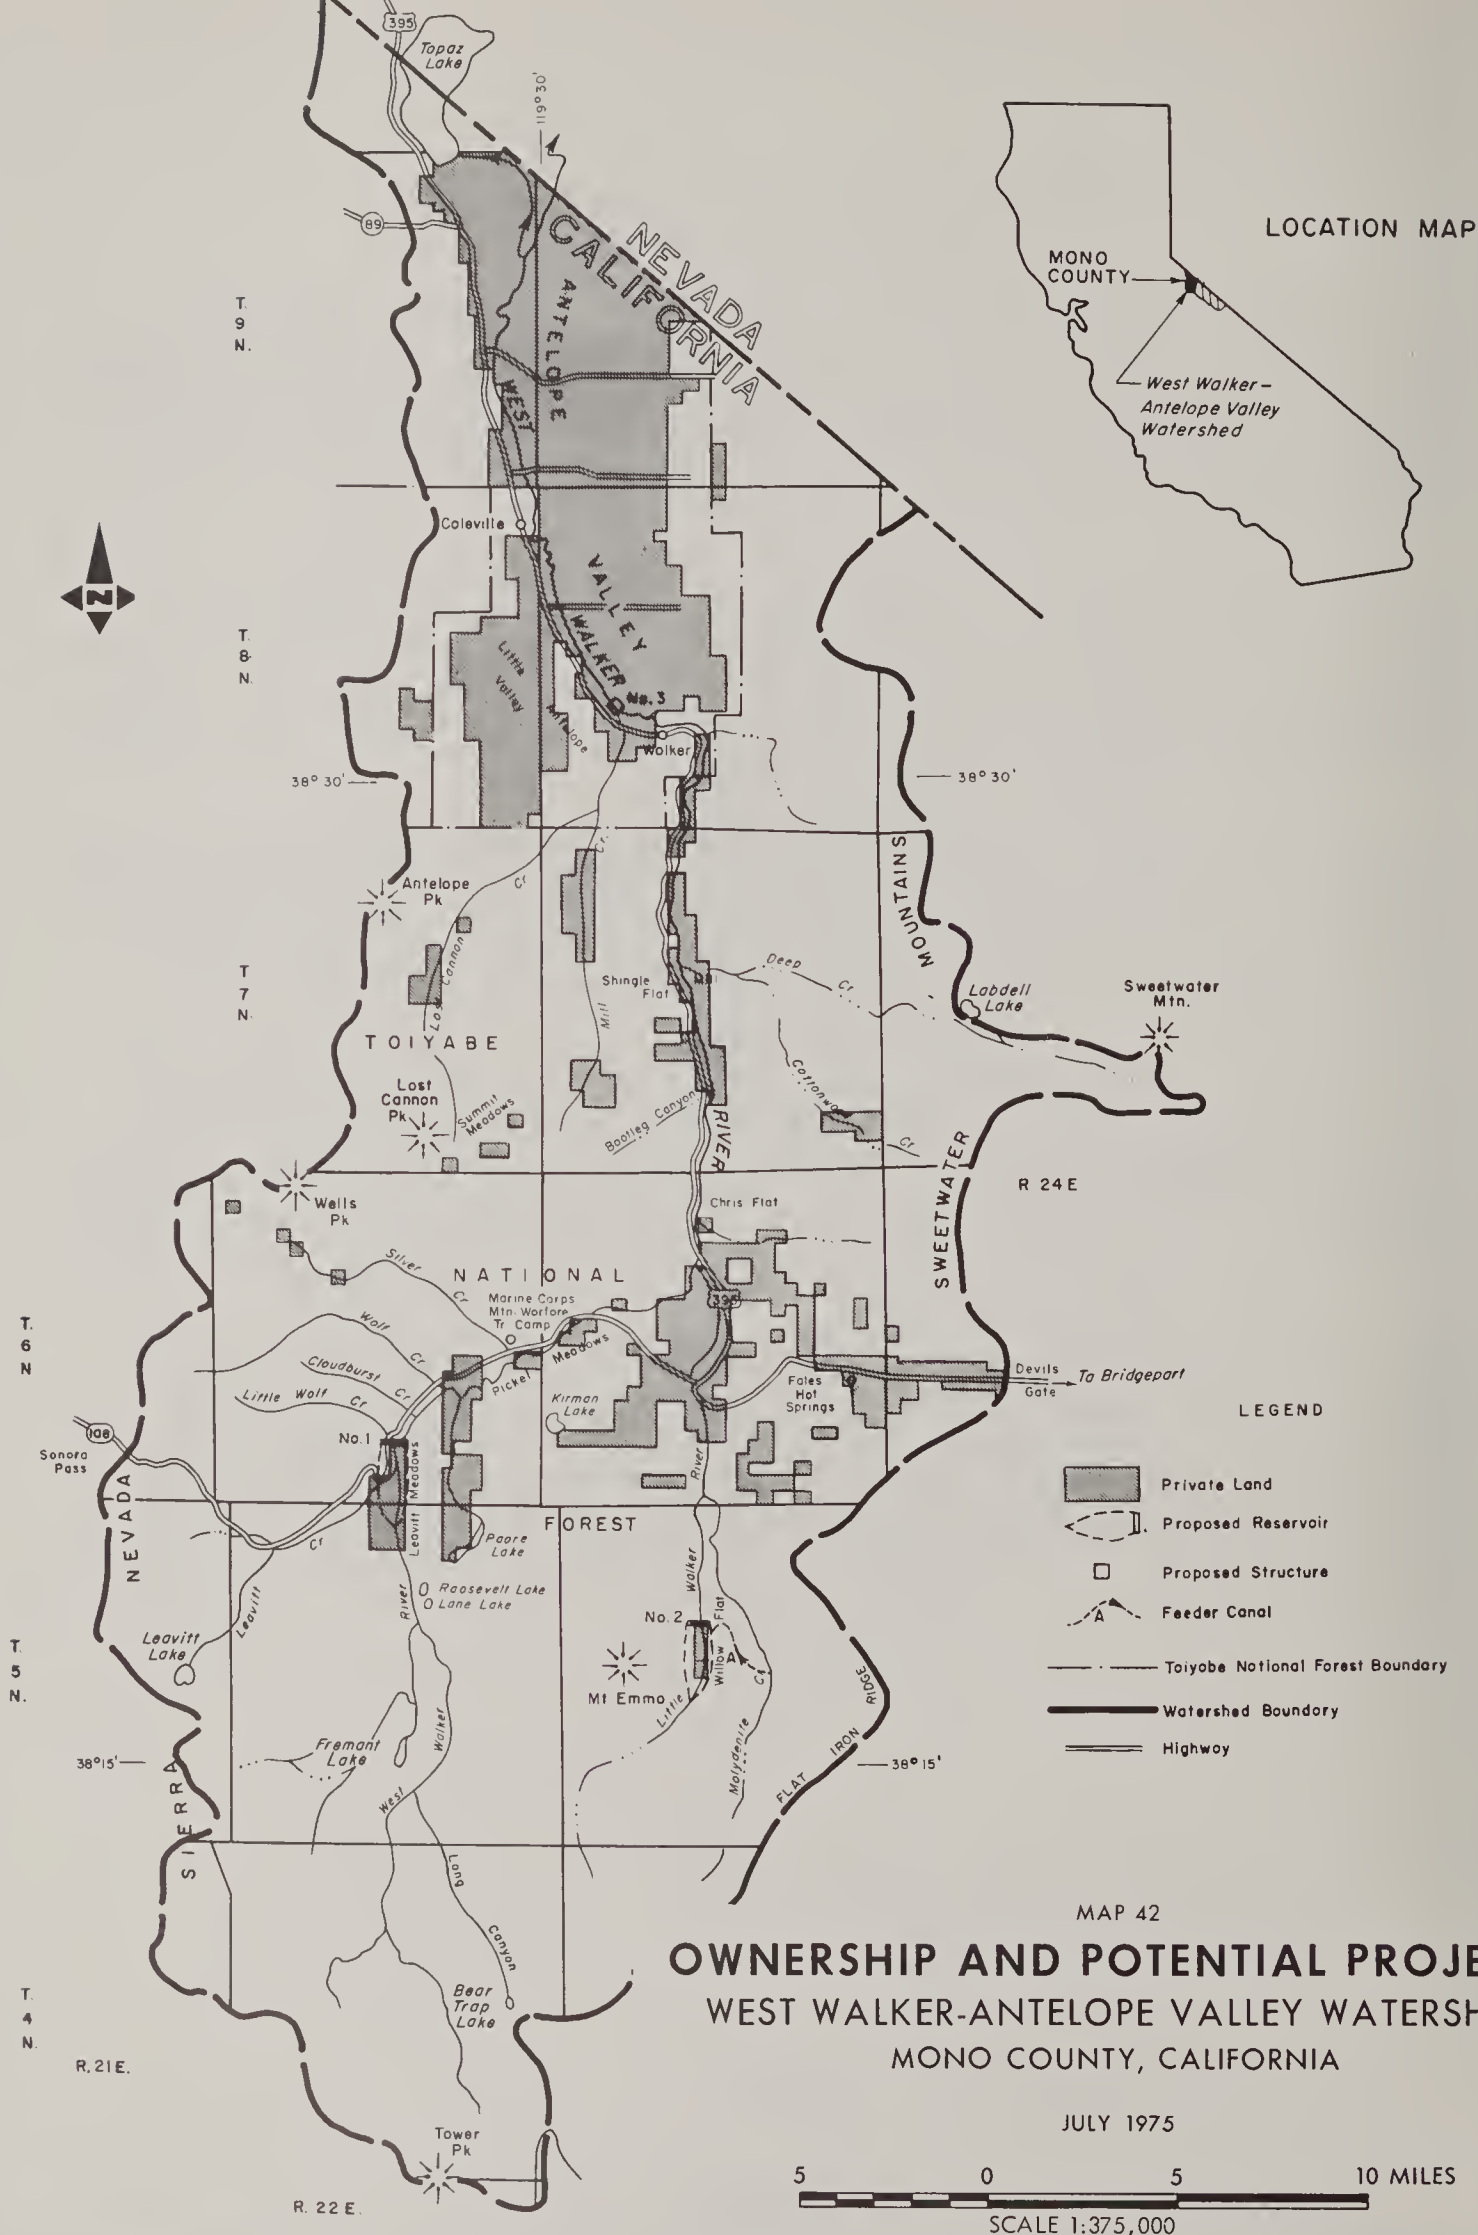 395
Topaz
Lake
119° 30'
89
NEVADA
CALIFORNIA
LOCATION MAP
MONO
COUNTY
West Walker-
Antelope Valley
Watershed
T.
9
N.
ANTELOPE
WEST
Coleville
N
VALLEY
WALKER
T.
8
N.
Little
Antelope
Valley
No. 3
Walker
38° 30'
38° 30'
Antelope
Pk
Cr
Cr.
MOUNTAINS
Lost Cannon
T
7
N.
Shingle
Flat
Mill
Deep
Cr
Labdell
Lake
Sweetwater
Mtn.
TOIYABE
Lost
Cannon
Pk
Summit
Meadows
Bootleg Canyon
RIVER
Cottonwood
Cr
SWEETWATER
R 24 E
Wells
Pk
Chris Flat
Silver
Cr
NATIONAL
Marine Corps
Mtn. Warfare
Tr. Camp
395
T.
6
N
Wolf
Cr
Cloudburst
Cr
Little Wolf
Cr
Pickel
Meadows
Kirman
Lake
Fales
Hot
Springs
Devils
Gate
To Bridgeport
108
Sonora
Pass
No. 1
Leavitt Meadows
River
LEGEND
Private Land
Proposed Reservoir
Proposed Structure
A
Feeder Canal
Toiyabe National Forest Boundary
Watershed Boundary
Highway
NEVADA
Cr
FOREST
Poore
Lake
Leavitt
River
Roosevelt Lake
Lane Lake
Walker
No. 2
Willow
Flat
A
Cr
T.
5
N.
Leavitt
Lake
Mt Emma
Little
RIDGE
IRON
FLAT
Fremont
Lake
Walker
West
Molydenite
38° 15'
38° 15'
SIERRA
Long
Canyon
T.
4
N.
Bear
Trap
Lake
R. 21 E.
Tower
Pk
R. 22 E.
MAP 42
OWNERSHIP AND POTENTIAL PROJE
WEST WALKER-ANTELOPE VALLEY WATERSH
MONO COUNTY, CALIFORNIA
JULY 1975
5 0 5 10 MILES
SCALE 1:375,000